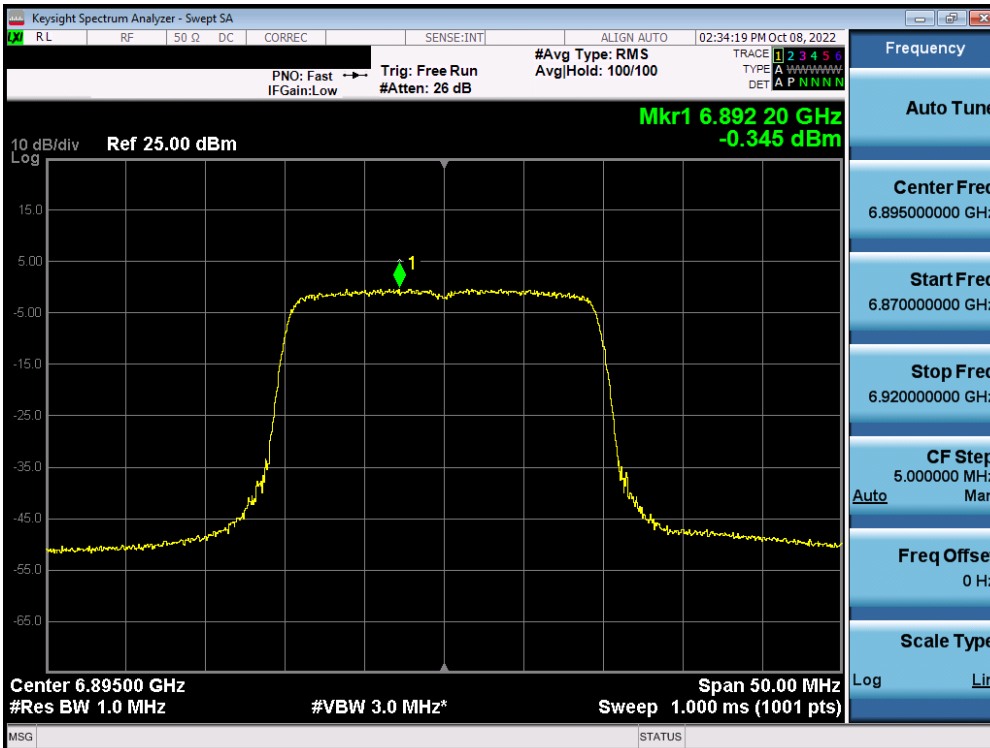 Keysight Spectrum Analyzer - Swept SA
LXI RL RF 50 Ω DC CORREC SENSE:INT ALIGN AUTO 02:34:19 PM Oct 08, 2022
PNO: Fast
IFGain:Low
Trig: Free Run
#Atten: 26 dB
#Avg Type: RMS
Avg|Hold: 100/100
TRACE 1 2 3 4 5 6
TYPE A W W W W W
DET A P N N N N
Mkr1 6.892 20 GHz
-0.345 dBm
10 dB/div Ref 25.00 dBm
Log
15.0
5.00
-5.00
-15.0
-25.0
-35.0
-45.0
-55.0
-65.0
1
Center 6.89500 GHz Span 50.00 MHz
#Res BW 1.0 MHz #VBW 3.0 MHz* Sweep 1.000 ms (1001 pts)
MSG STATUS
Frequency
Auto Tune
Center Freq
6.895000000 GHz
Start Freq
6.870000000 GHz
Stop Freq
6.920000000 GHz
CF Step
5.000000 MHz
Auto Man
Freq Offset
0 Hz
Scale Type
Log Lin